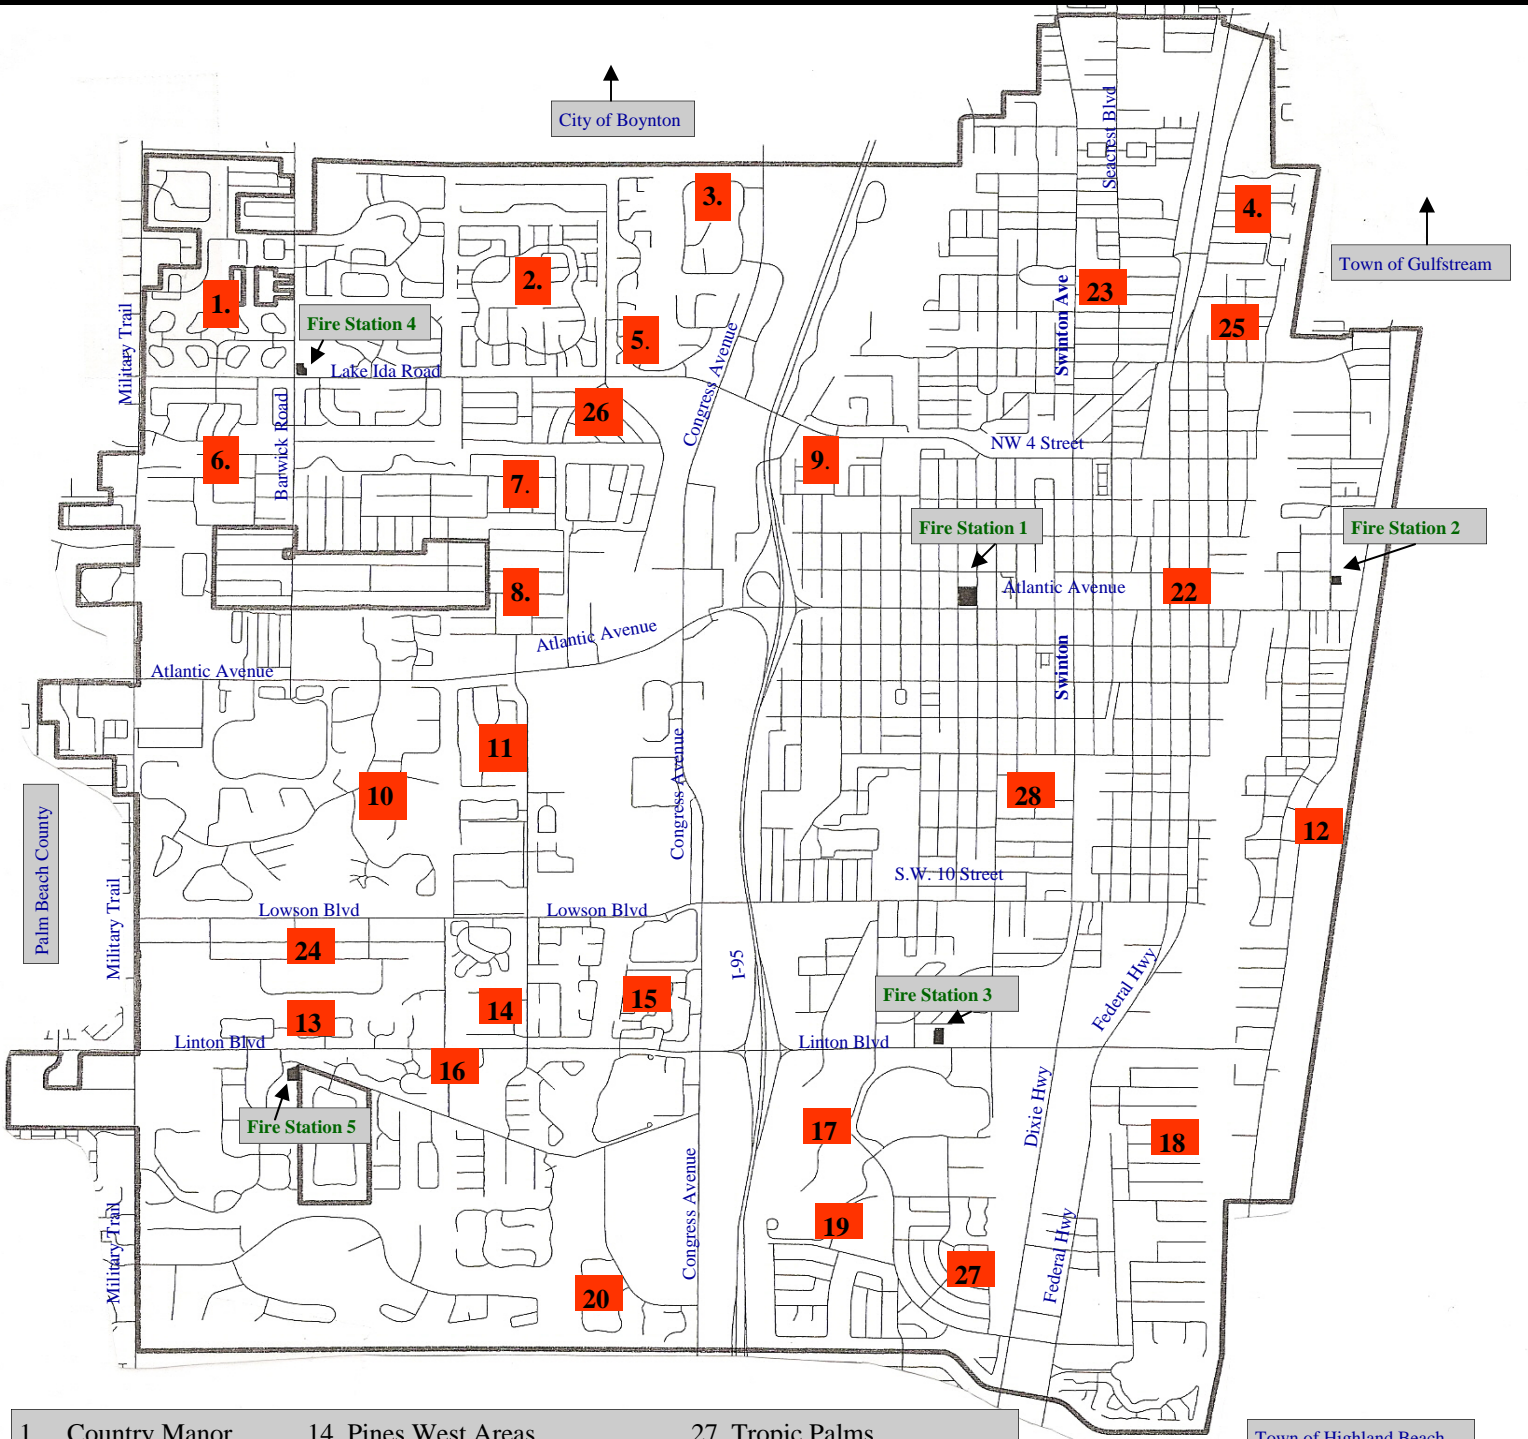 City of Boynton
Seacrest Blvd
3.
4.
Town of Gulfstream
2.
23
1.
Swinton Ave
Military Trail
Fire Station 4
25
5.
Congress Avenue
Lake Ida Road
26
Barwick Road
NW 4 Street
6.
9.
7.
Fire Station 1
Fire Station 2
8.
Atlantic Avenue
22
Atlantic Avenue
Swinton
Atlantic Avenue
11
Congress Avenue
10
28
12
Palm Beach County
S.W. 10 Street
Military Trail
Lowson Blvd
Lowson Blvd
24
I-95
Federal Hwy
15
Fire Station 3
14
13
Linton Blvd
Linton Blvd
16
Dixie Hwy
Fire Station 5
17
18
Congress Avenue
Military Trail
19
Federal Hwy
27
20
1. Country Manor 14 Pines West Areas 27 Tropic Palms
Town of Highland Beach